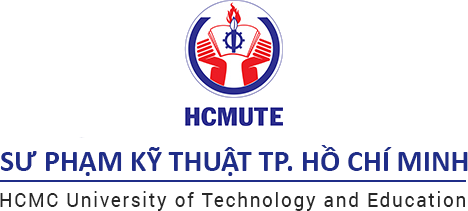 HCMUTE
SƯ PHẠM KỸ THUẬT TP. HỒ CHÍ MINH
HCMC University of Technology and Education